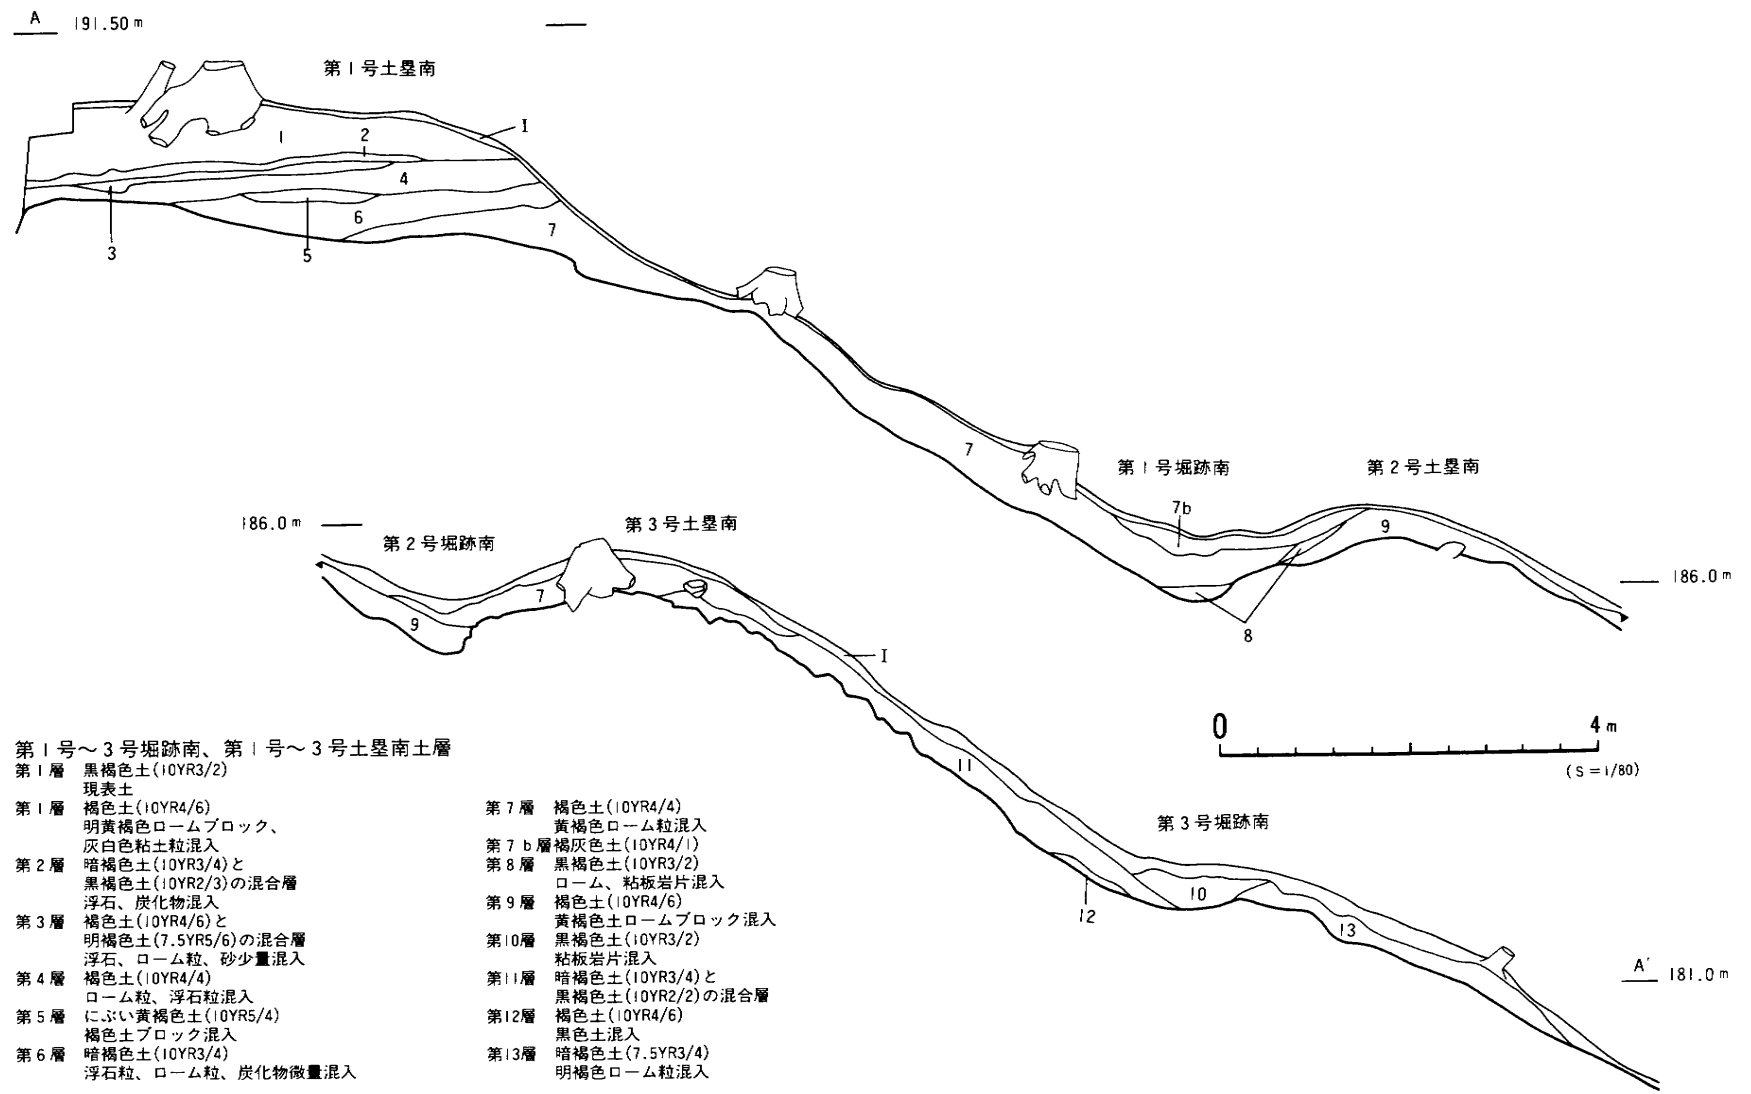 A 191.50 m
第1号土塁南
I
1
2
4
6
7
3
5
7
第1号堀跡南
第2号土塁南
7b
9
186.0 m
8
186.0 m
第3号土塁南
第2号堀跡南
7
9
I
0 4 m
(S=1/80)
11
第3号堀跡南
10
12
13
A' 181.0 m
第1号～3号堀跡南、第1号～3号土塁南土層
第1層 黒褐色土(10YR3/2)
現表土
第1層 褐色土(10YR4/6)
明黄褐色ロームブロック、
灰白色粘土粒混入
第2層 暗褐色土(10YR3/4)と
黒褐色土(10YR2/3)の混合層
浮石、炭化物混入
第3層 褐色土(10YR4/6)と
明褐色土(7.5YR5/6)の混合層
浮石、ローム粒、砂少量混入
第4層 褐色土(10YR4/4)
ローム粒、浮石粒混入
第5層 にぶい黄褐色土(10YR5/4)
褐色土ブロック混入
第6層 暗褐色土(10YR3/4)
浮石粒、ローム粒、炭化物微量混入
第7層 褐色土(10YR4/4)
黄褐色ローム粒混入
第7b層褐灰色土(10YR4/1)
第8層 黒褐色土(10YR3/2)
ローム、粘板岩片混入
第9層 褐色土(10YR4/6)
黄褐色土ロームブロック混入
第10層 黒褐色土(10YR3/2)
粘板岩片混入
第11層 暗褐色土(10YR3/4)と
黒褐色土(10YR2/2)の混合層
第12層 褐色土(10YR4/6)
黒色土混入
第13層 暗褐色土(7.5YR3/4)
明褐色ローム粒混入